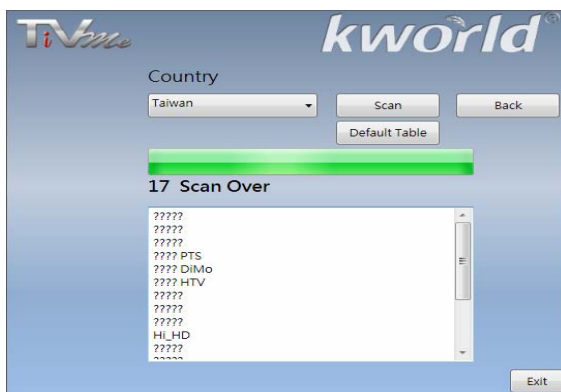 TiVme
kworld®
Country
Taiwan
Scan
Back
Default Table
17 Scan Over
?????
?????
?????
???? PTS
???? DiMo
???? HTV
?????
?????
?????
Hi_HD
?????
?????
Exit